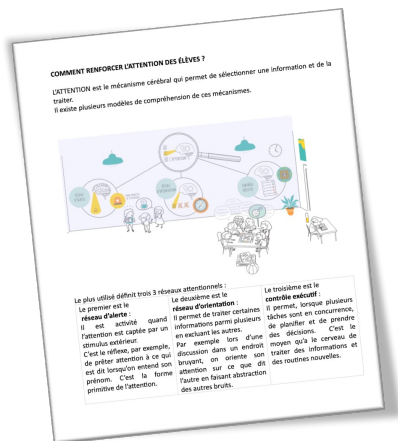 COMMENT RENFORCER L'ATTENTION DES ÉLÈVES ?
L'ATTENTION est le mécanisme cérébral qui permet de sélectionner une information et de la
traiter.
Il existe plusieurs modèles de compréhension de ces mécanismes.
Le plus utilisé définit trois 3 réseaux attentionnels :
Le premier est le
réseau d'alerte :
Il est activité quand
l'attention est captée par un
stimulus extérieur.
C'est le réflexe, par exemple,
de prêter attention à ce qui
est dit lorsqu'on entend son
prénom. C'est la forme
primitive de l'attention.
Le deuxième est le
réseau d'orientation :
Il permet de traiter certaines
informations parmi plusieurs
en excluant les autres.
Par exemple lors d'une
discussion dans un endroit
bruyant, on oriente son
attention sur ce que dit
l'autre en faisant abstraction
des autres bruits.
Le troisième est le
contrôle exécutif :
Il permet, lorsque plusieurs
tâches sont en concurrence,
de planifier et de prendre
des décisions. C'est le
moyen qu'a le cerveau de
traiter des informations et
des routines nouvelles.